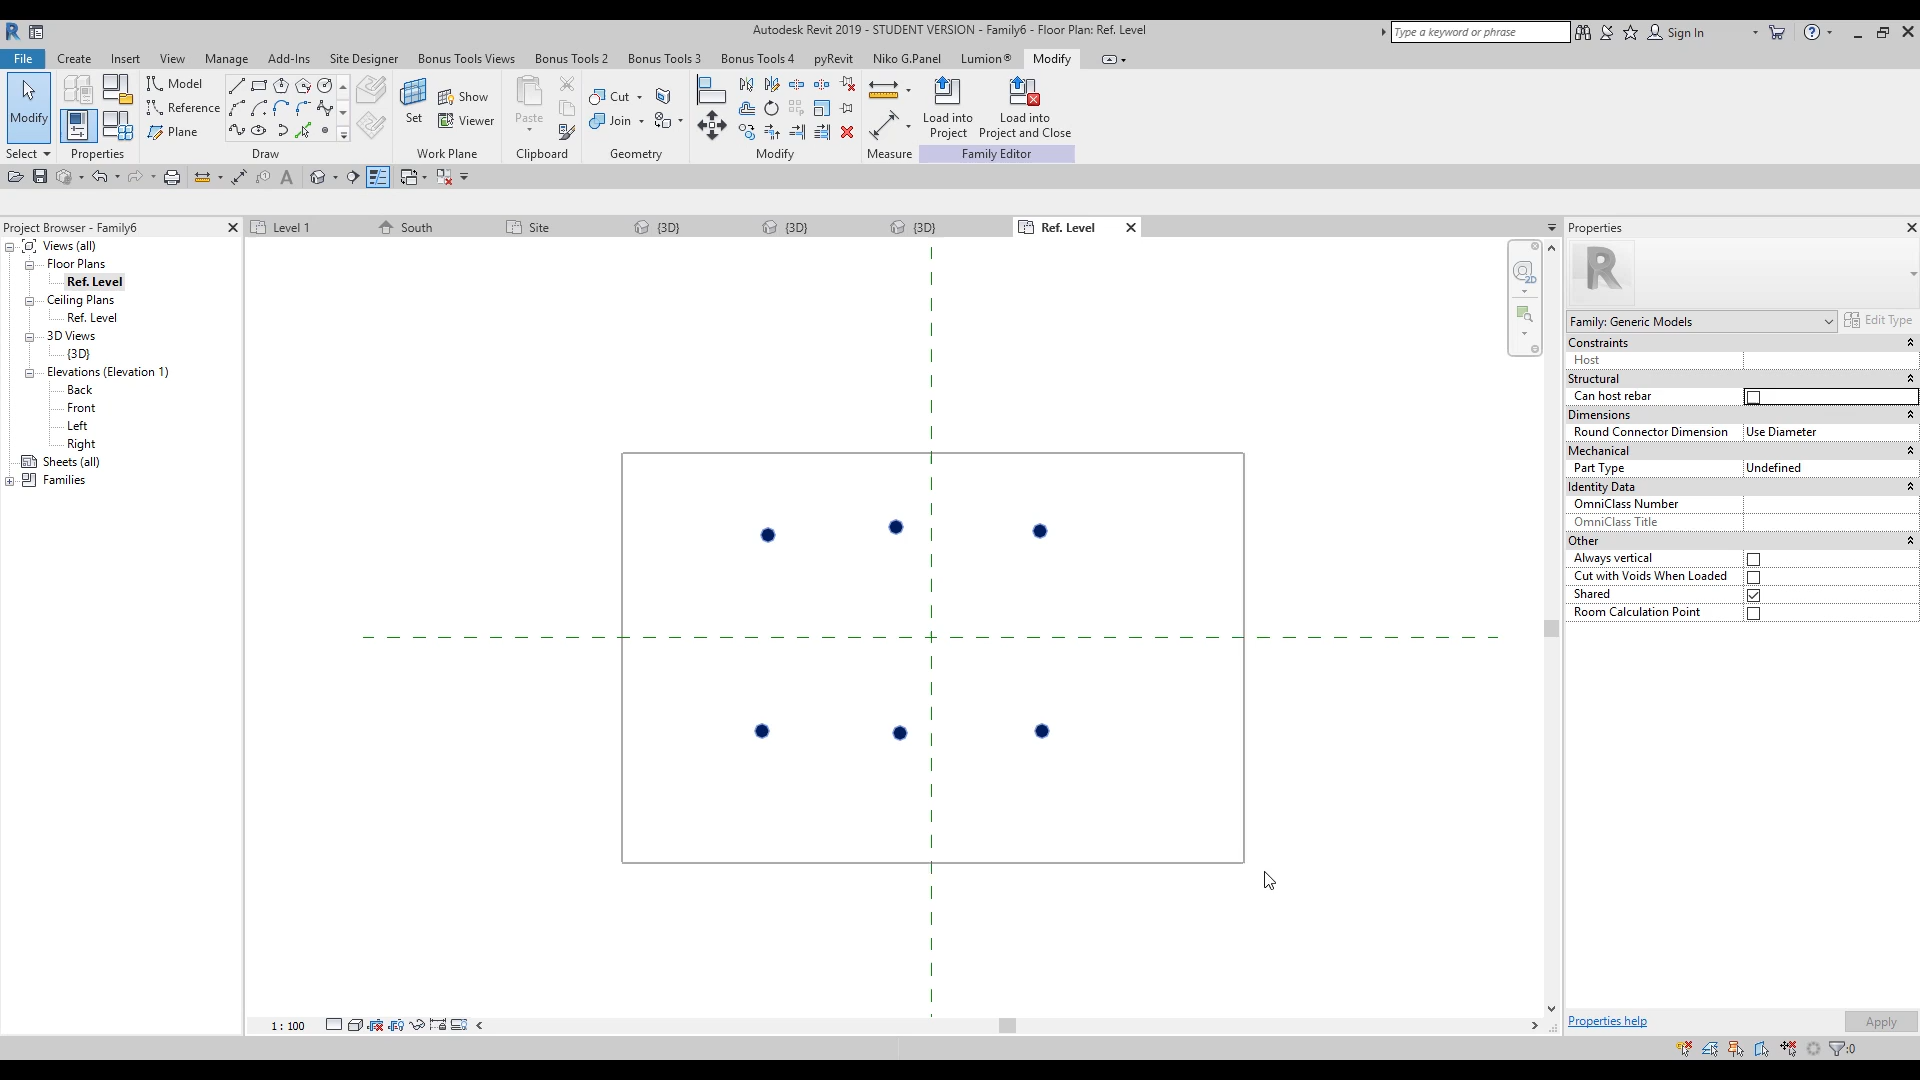 Autodesk Revit 2019 - STUDENT VERSION - Family6 - Floor Plan: Ref. Level
Type a keyword or phrase
Sign In
File Create Insert Annotate View Manage Add-Ins Site Designer Bonus Tools Views Bonus Tools 2 Bonus Tools 3 Bonus Tools 4 pyRevit Niko G.Panel Lumion® Modify
Modify
Model
Reference
Plane
Set
Show
Viewer
Paste
Cut
Join
Load into Project
Load into Project and Close
Select Properties Draw Work Plane Clipboard Geometry Modify Measure Family Editor
Project Browser - Family6
Level 1 South Site {3D} {3D} {3D} Ref. Level
Views (all)
Floor Plans
Ref. Level
Ceiling Plans
Ref. Level
3D Views
{3D}
Elevations (Elevation 1)
Back
Front
Left
Right
Sheets (all)
Families
2D
Properties
R
Family: Generic Models
Edit Type
Constraints
Host
Structural
Can host rebar
Dimensions
Round Connector Dimension Use Diameter
Mechanical
Part Type Undefined
Identity Data
OmniClass Number
OmniClass Title
Other
Always vertical
Cut with Voids When Loaded
Shared
Room Calculation Point
Properties help
Apply
1 : 100
:0